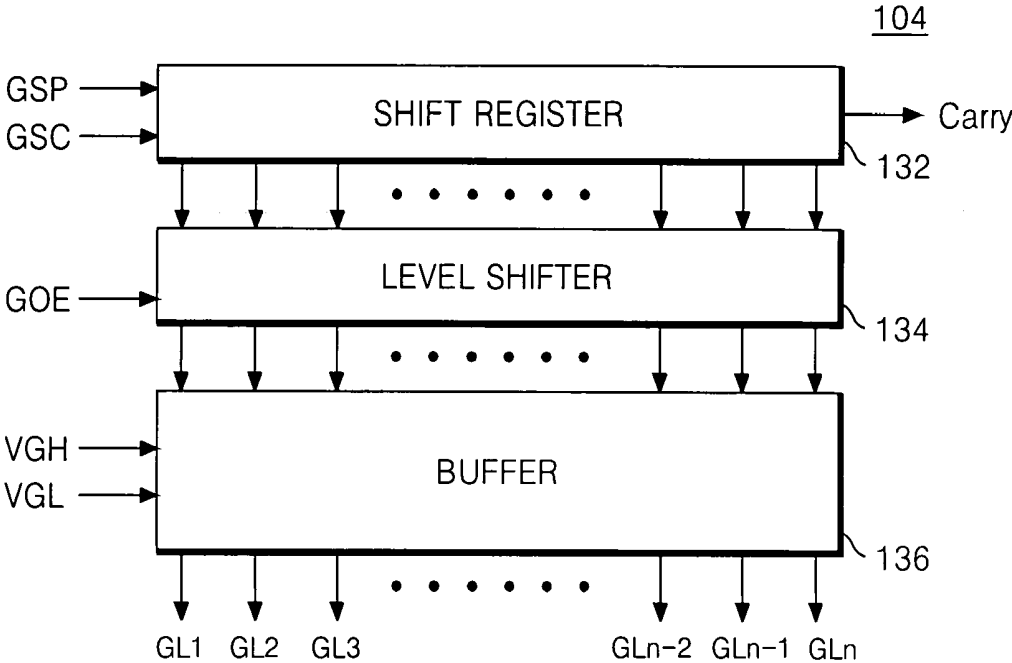 104
GSP
GSC
SHIFT REGISTER
Carry
132
GOE
LEVEL SHIFTER
134
VGH
VGL
BUFFER
136
GL1 GL2 GL3 GLn-2 GLn-1 GLn